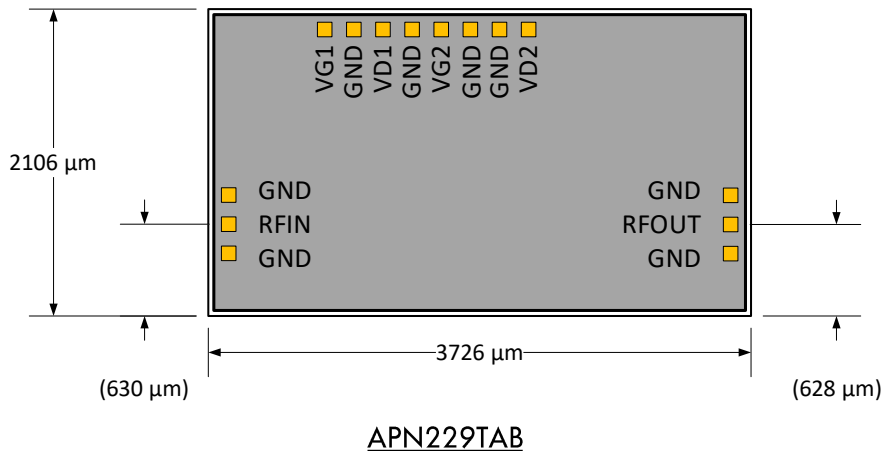 VG1 GND VD1 GND VG2 GND GND VD2
2106 µm
GND GND
RFIN RFOUT
GND GND
3726 µm
(630 µm) (628 µm)
APN229TAB